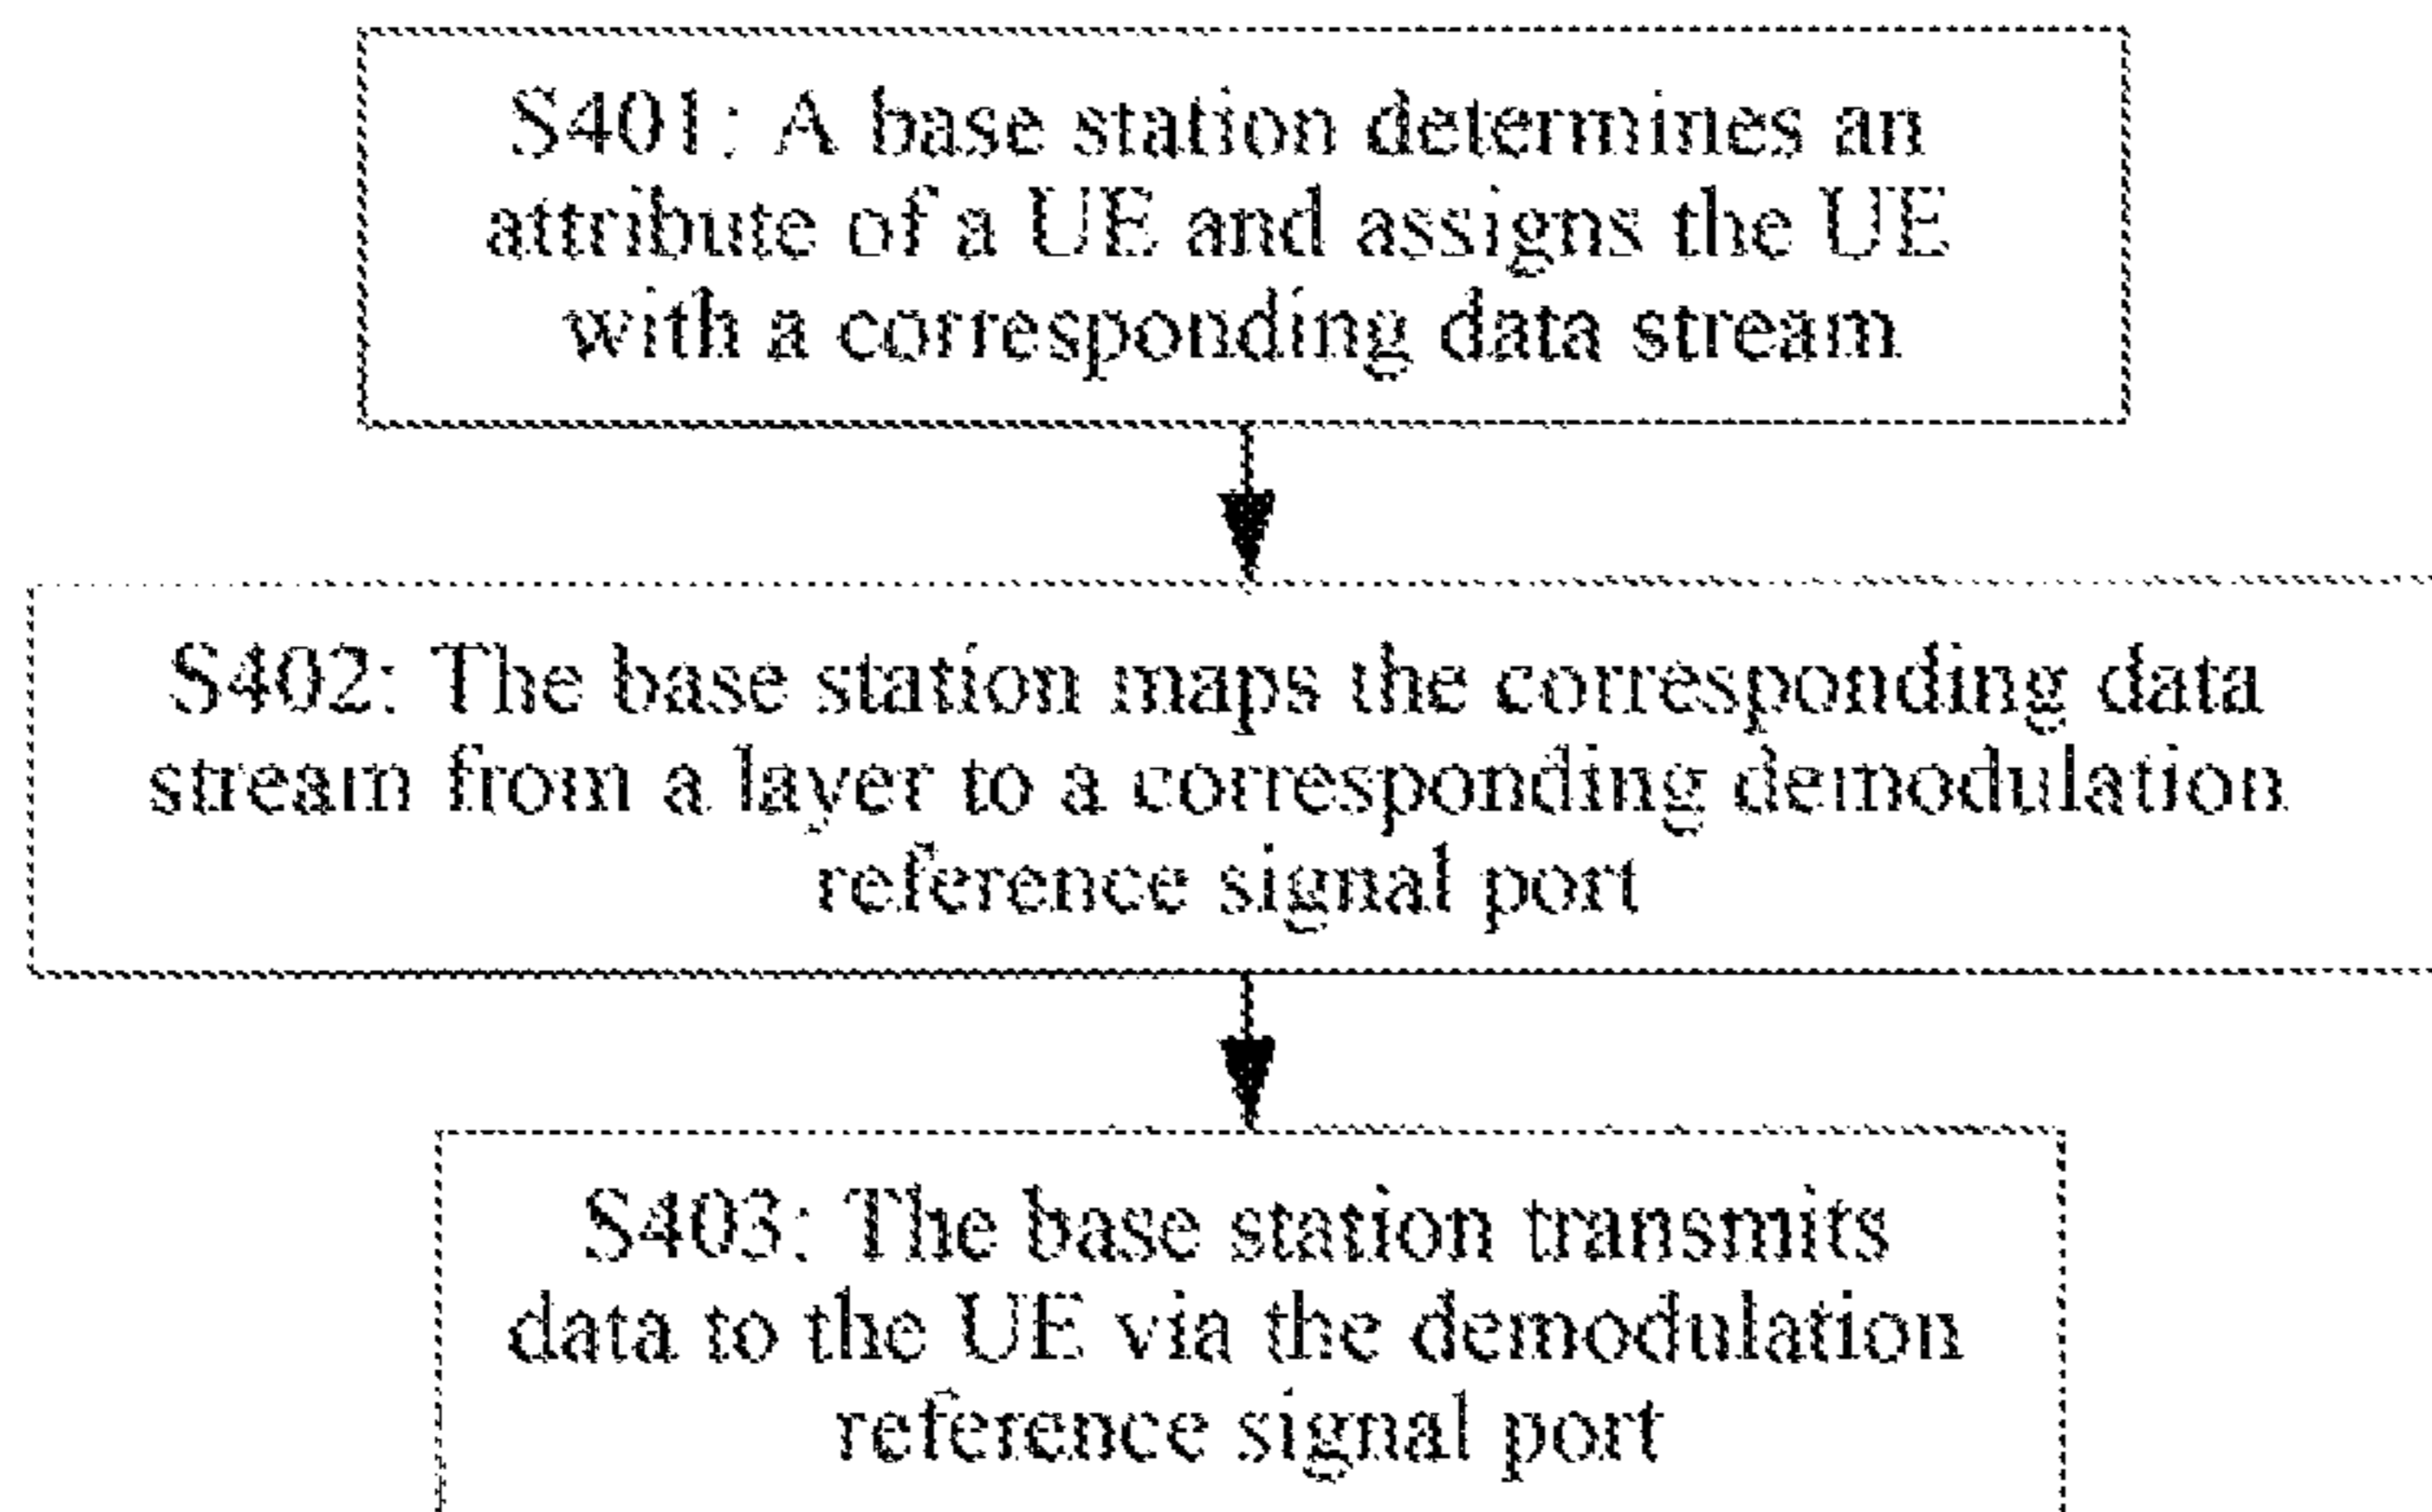 S401: A base station determines an
attribute of a UE and assigns the UE
with a corresponding data stream
S402: The base station maps the corresponding data
stream from a layer to a corresponding demodulation
reference signal port
S403: The base station transmits
data to the UE via the demodulation
reference signal port